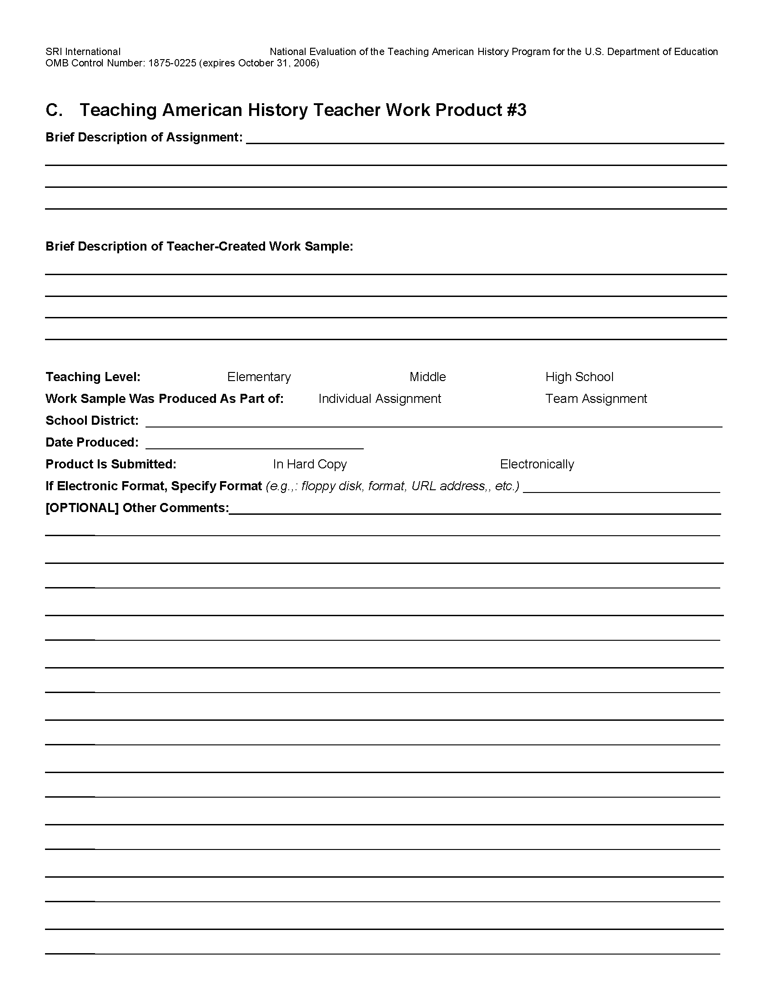 SRI International National Evaluation of the Teaching American History Program for the U.S. Department of Education
OMB Control Number: 1875-0225 (expires October 31, 2006)
C. Teaching American History Teacher Work Product #3
Brief Description of Assignment:
Brief Description of Teacher-Created Work Sample:
Teaching Level: Elementary Middle High School
Work Sample Was Produced As Part of: Individual Assignment Team Assignment
School District:
Date Produced:
Product Is Submitted: In Hard Copy Electronically
If Electronic Format, Specify Format (e.g.,: floppy disk, format, URL address,, etc.)
[OPTIONAL] Other Comments: